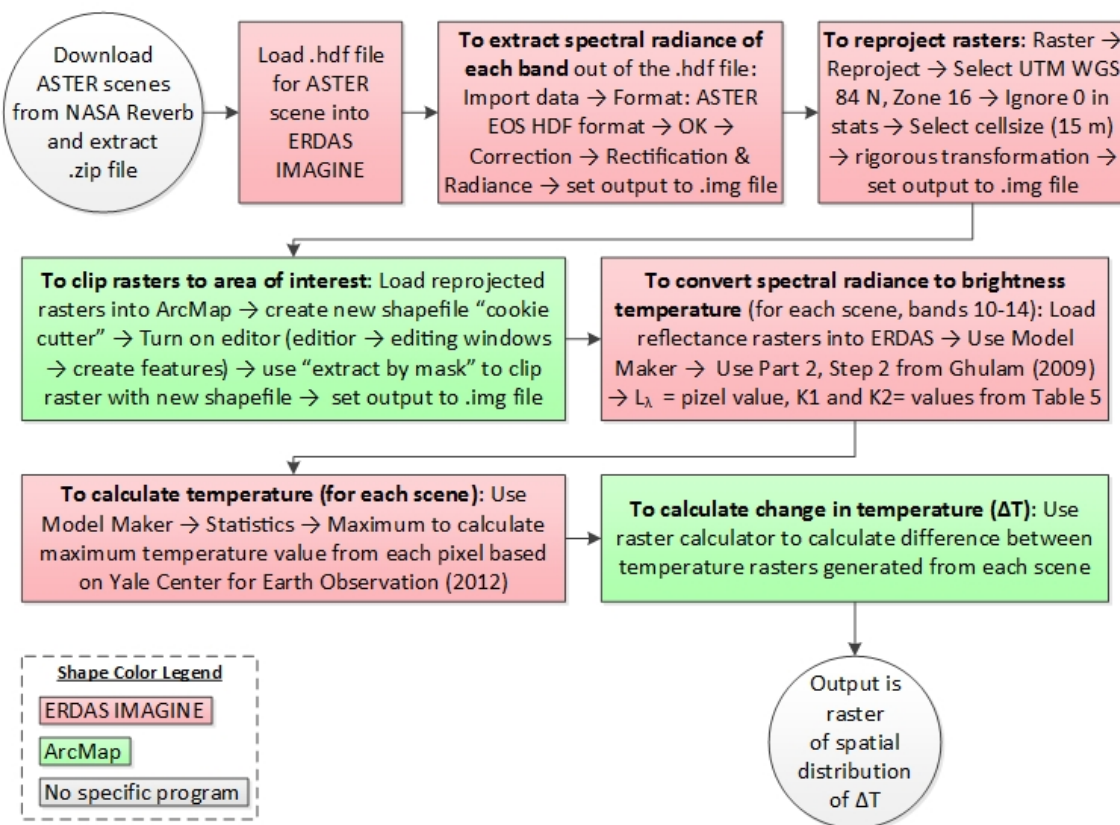 Download
ASTER scenes
from NASA Reverb
and extract
.zip file
Load .hdf file
for ASTER
scene into
ERDAS
IMAGINE
To extract spectral radiance of
each band out of the .hdf file:
Import data → Format: ASTER
EOS HDF format → OK →
Correction → Rectification &
Radiance → set output to .img file
To reproject rasters: Raster →
Reproject → Select UTM WGS
84 N, Zone 16 → Ignore 0 in
stats → Select cellsize (15 m)
→ rigorous transformation →
set output to .img file
To clip rasters to area of interest: Load reprojected
rasters into ArcMap → create new shapefile “cookie
cutter” → Turn on editor (editior → editing windows
→ create features) → use “extract by mask” to clip
raster with new shapefile → set output to .img file
To convert spectral radiance to brightness
temperature (for each scene, bands 10-14): Load
reflectance rasters into ERDAS → Use Model
Maker → Use Part 2, Step 2 from Ghulam (2009)
→ Lλ = pizel value, K1 and K2= values from Table 5
To calculate temperature (for each scene): Use
Model Maker → Statistics → Maximum to calculate
maximum temperature value from each pixel based
on Yale Center for Earth Observation (2012)
To calculate change in temperature (ΔT): Use
raster calculator to calculate difference between
temperature rasters generated from each scene
Shape Color Legend
ERDAS IMAGINE
ArcMap
No specific program
Output is
raster
of spatial
distribution
of ΔT